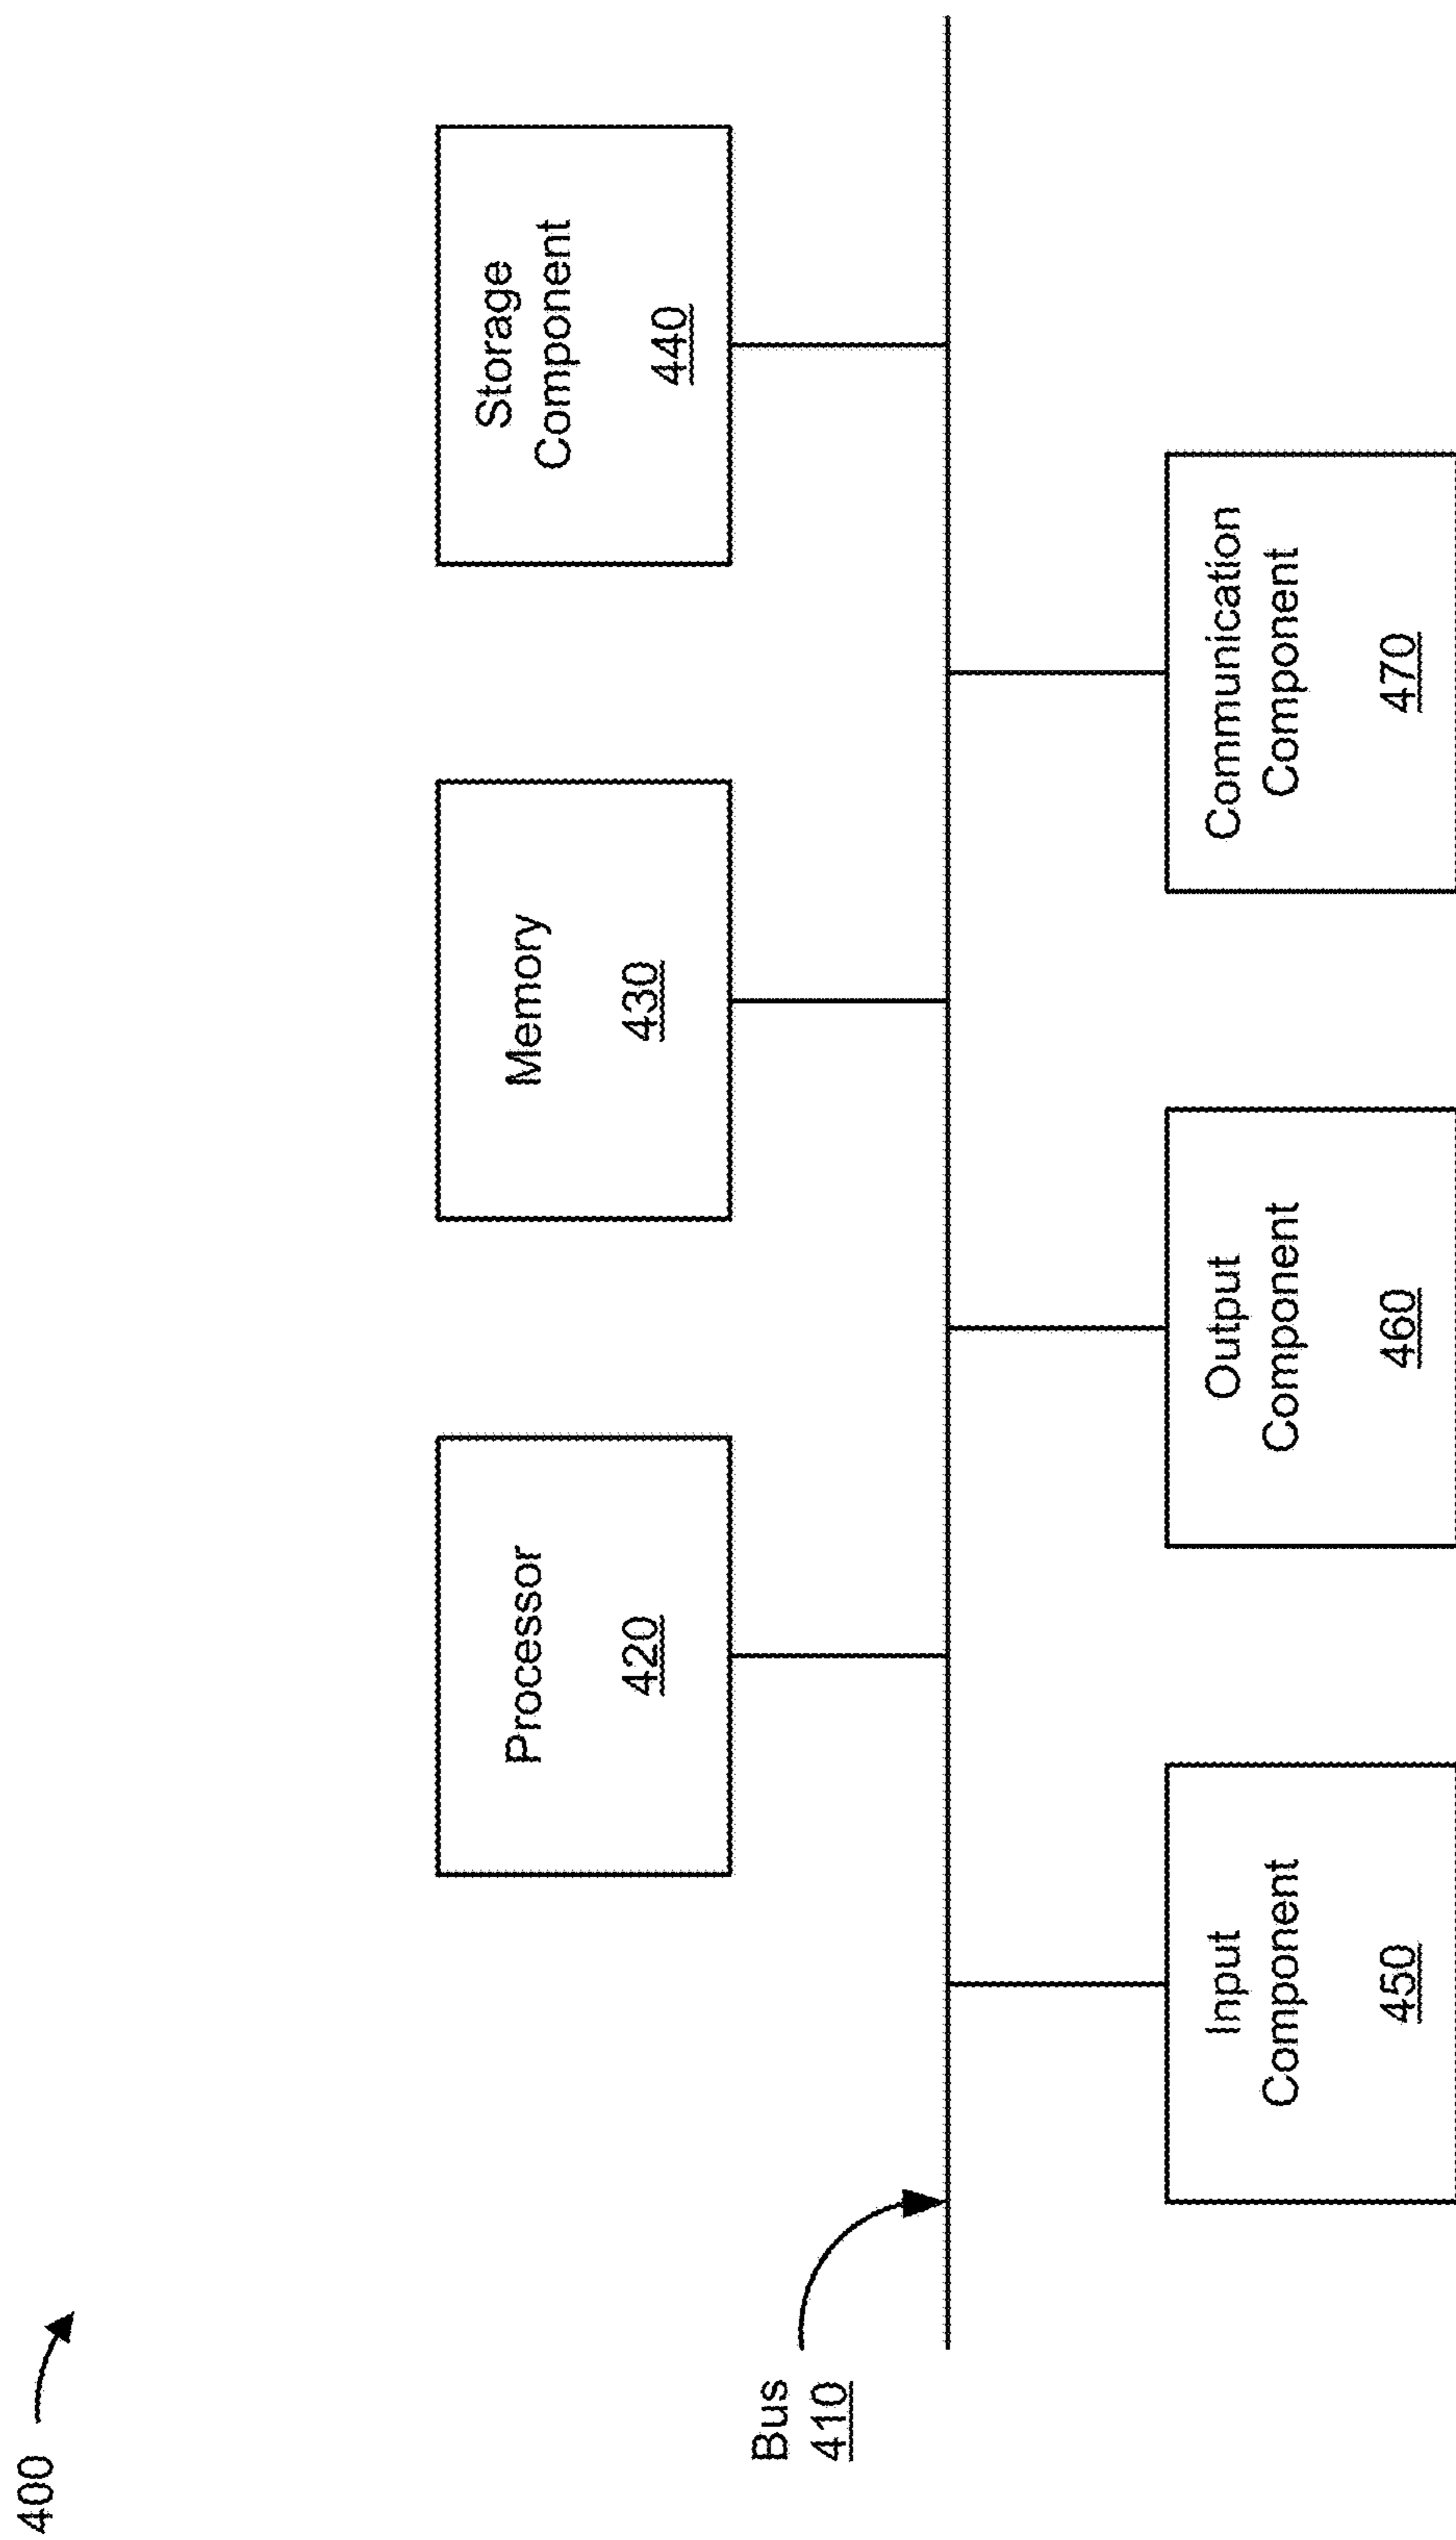 400
Processor
420
Memory
430
Storage
Component
440
Bus
410
Input
Component
450
Output
Component
460
Communication
Component
470